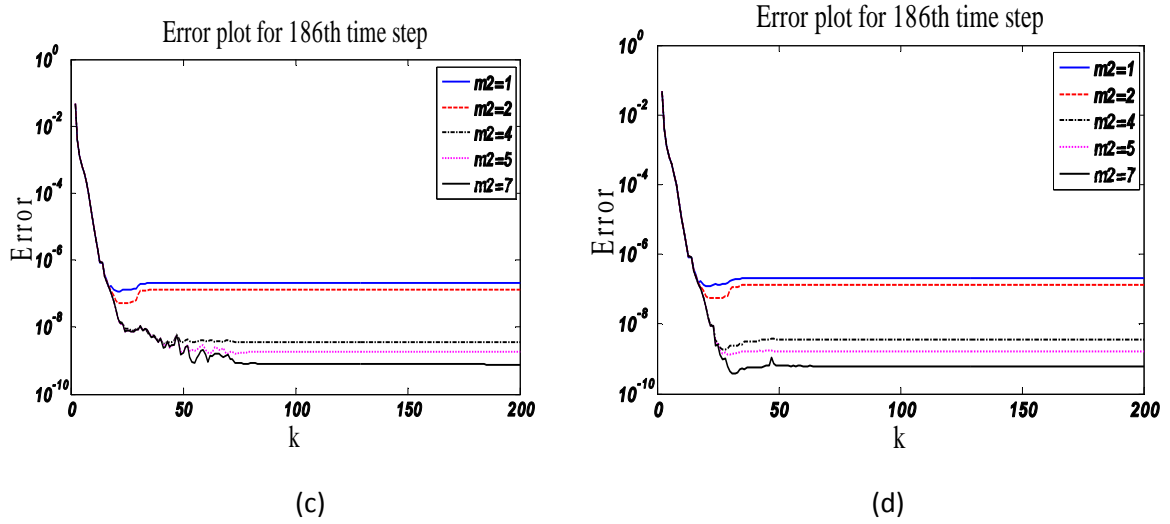 Error plot for 186th time step
10^0
10^-2
10^-4
10^-6
10^-8
10^-10
Error
m2=1
m2=2
m2=4
m2=5
m2=7
0 50 100 150 200
k
(c)
Error plot for 186th time step
10^0
10^-2
10^-4
10^-6
10^-8
10^-10
Error
m2=1
m2=2
m2=4
m2=5
m2=7
0 50 100 150 200
k
(d)